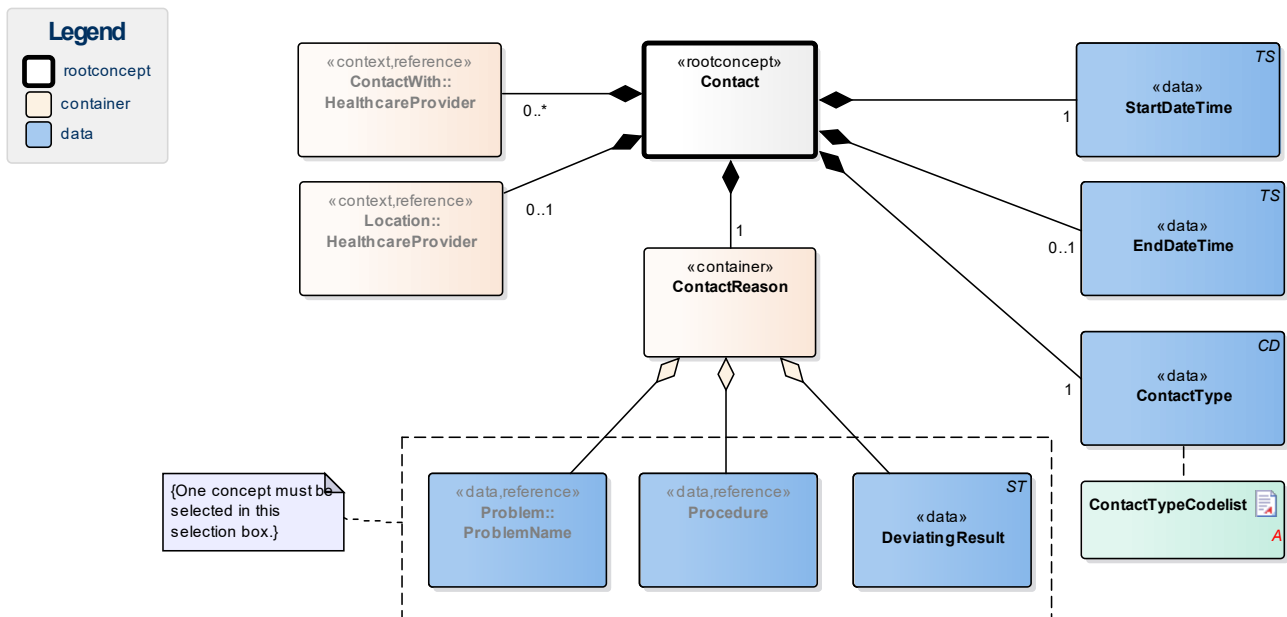 Legend
rootconcept
container
data
«context,reference»
ContactWith::
HealthcareProvider
0..*
«rootconcept»
Contact
TS
«data»
StartDateTime
1
«context,reference»
Location::
HealthcareProvider
0..1
TS
«data»
EndDateTime
0..1
1
«container»
ContactReason
CD
«data»
ContactType
1
{One concept must be
selected in this
selection box.}
«data,reference»
Problem::
ProblemName
«data,reference»
Procedure
ST
«data»
DeviatingResult
ContactTypeCodelist
A